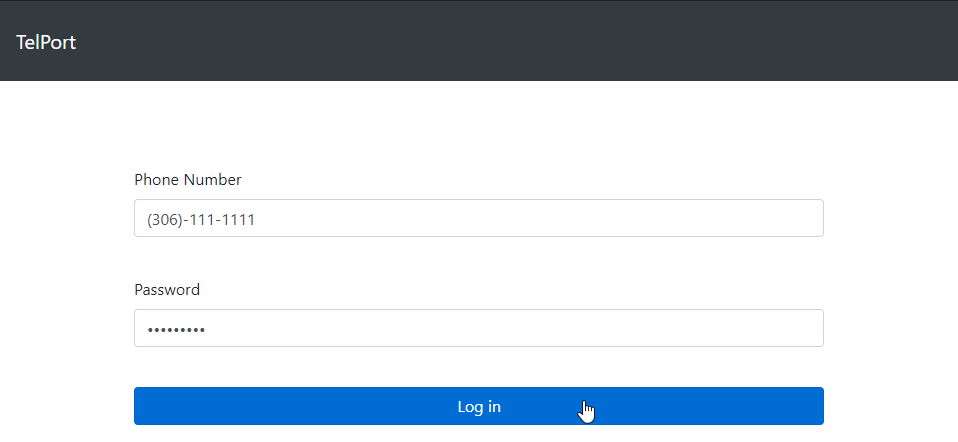 TelPort
Phone Number
(306)-111-1111
Password
•••••••••
Log in